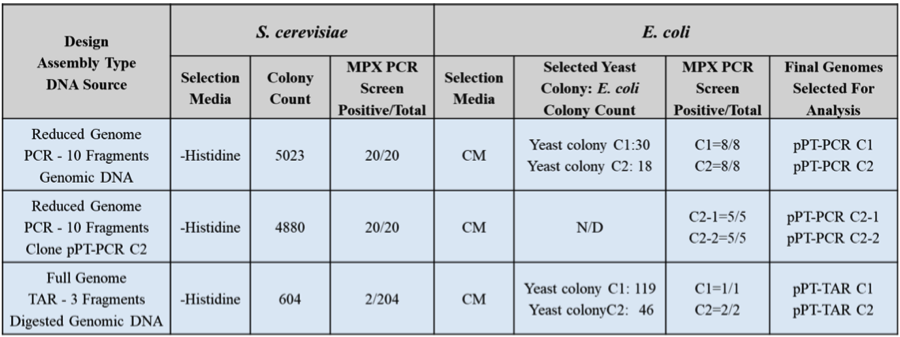 Design
Assembly Type
DNA Source
S. cerevisiae
E. coli
Selection
Media
Colony
Count
MPX PCR
Screen
Positive/Total
Selection
Media
Selected Yeast
Colony: E. coli
Colony Count
MPX PCR
Screen
Positive/Total
Final Genomes
Selected For
Analysis
Reduced Genome
PCR - 10 Fragments
Genomic DNA
-Histidine
5023
20/20
CM
Yeast colony C1:30
Yeast colony C2: 18
C1=8/8
C2=8/8
pPT-PCR C1
pPT-PCR C2
Reduced Genome
PCR - 10 Fragments
Clone pPT-PCR C2
-Histidine
4880
20/20
CM
N/D
C2-1=5/5
C2-2=5/5
pPT-PCR C2-1
pPT-PCR C2-2
Full Genome
TAR - 3 Fragments
Digested Genomic DNA
-Histidine
604
2/204
CM
Yeast colony C1: 119
Yeast colonyC2: 46
C1=1/1
C2=2/2
pPT-TAR C1
pPT-TAR C2